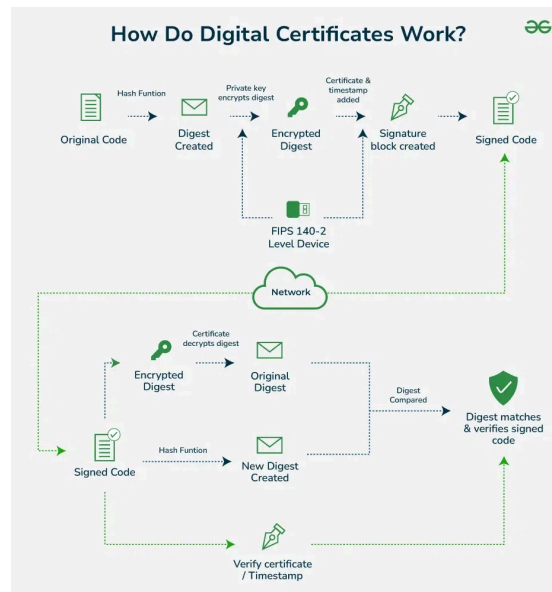 How Do Digital Certificates Work?
Hash Funtion
Private key
encrypts digest
Certificate &
timestamp
added
Original Code
Digest
Created
Encrypted
Digest
Signature
block created
Signed Code
FIPS 140-2
Level Device
Network
Certificate
decrypts digest
Encrypted
Digest
Original
Digest
Digest
Compared
Digest matches
& verifies signed
code
Signed Code
Hash Funtion
New Digest
Created
Verify certificate
/ Timestamp